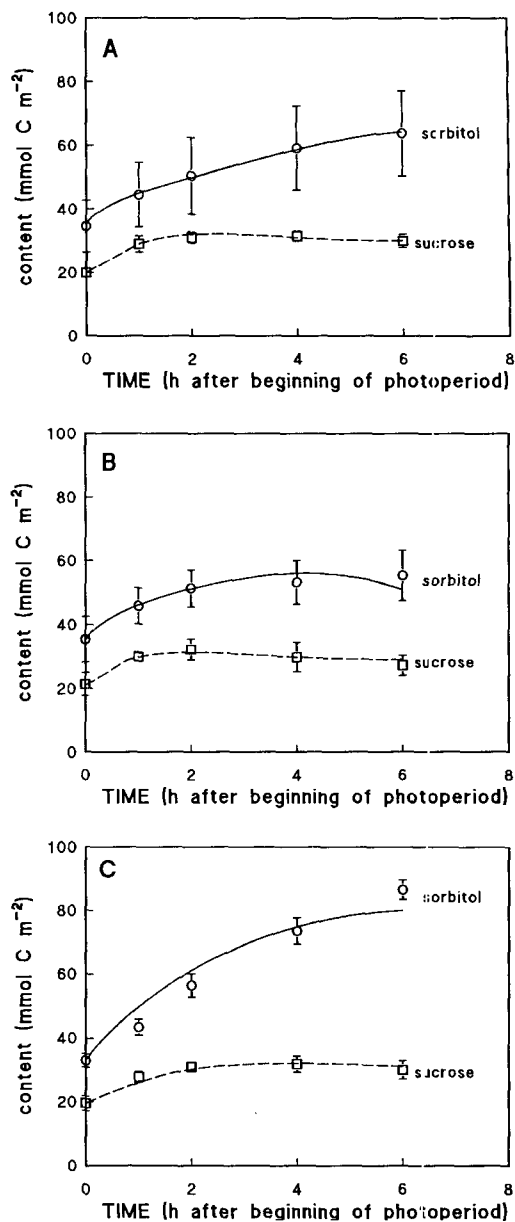 A
100
80
60
40
20
0
content (mmol C m⁻²)
sorbitol
sucrose
0 2 4 6 8
TIME (h after beginning of photoperiod)
B
100
80
60
40
20
0
content (mmol C m⁻²)
sorbitol
sucrose
0 2 4 6 8
TIME (h after beginning of photoperiod)
C
100
80
60
40
20
0
content (mmol C m⁻²)
sorbitol
sucrose
0 2 4 6 8
TIME (h after beginning of photoperiod)